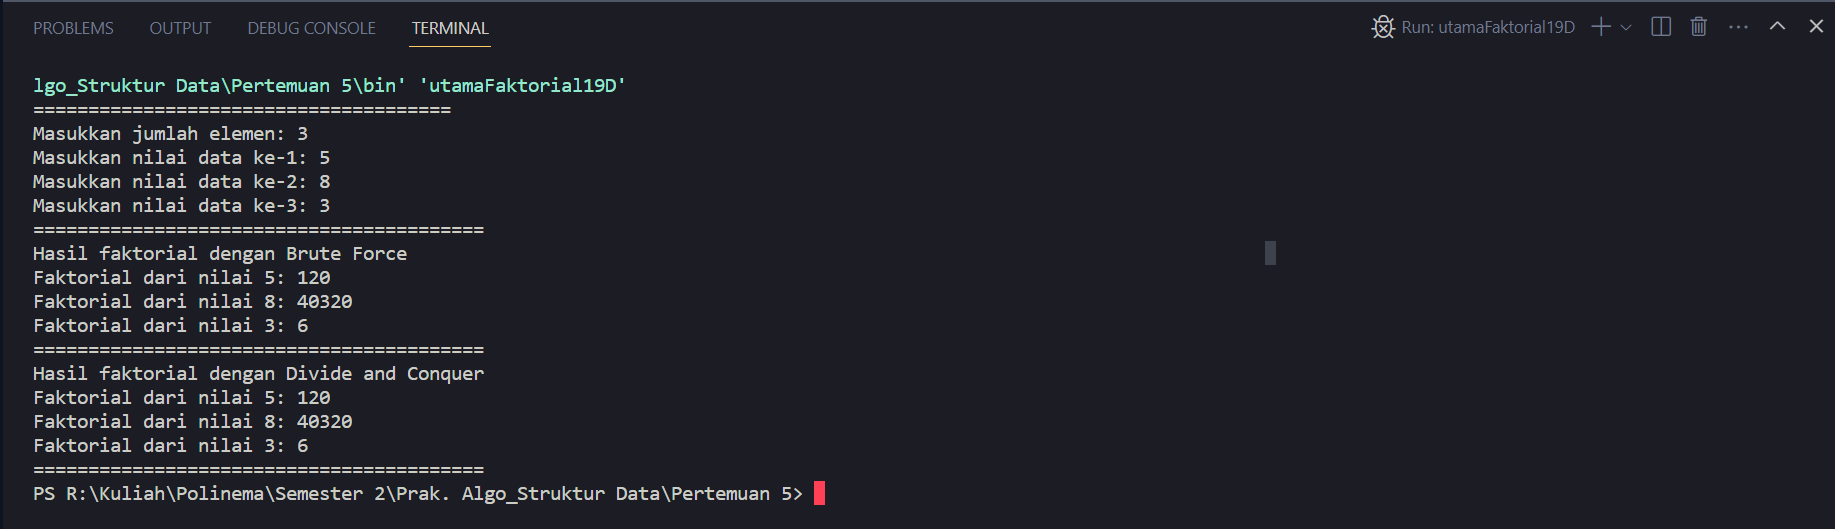 PROBLEMS OUTPUT DEBUG CONSOLE TERMINAL Run: utamaFaktorial19D
lgo_Struktur Data\Pertemuan 5\bin' 'utamaFaktorial19D'
======================================
Masukkan jumlah elemen: 3
Masukkan nilai data ke-1: 5
Masukkan nilai data ke-2: 8
Masukkan nilai data ke-3: 3
=========================================
Hasil faktorial dengan Brute Force
Faktorial dari nilai 5: 120
Faktorial dari nilai 8: 40320
Faktorial dari nilai 3: 6
=========================================
Hasil faktorial dengan Divide and Conquer
Faktorial dari nilai 5: 120
Faktorial dari nilai 8: 40320
Faktorial dari nilai 3: 6
=========================================
PS R:\Kuliah\Polinema\Semester 2\Prak. Algo_Struktur Data\Pertemuan 5>